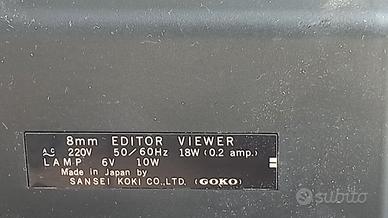 8mm EDITOR VIEWER
AC 220V 50/60Hz 18W (0.2 amp.)
LAMP 6V 10W
Made in Japan by
SANSEI KOKI CO., LTD. (GOKO)
subito